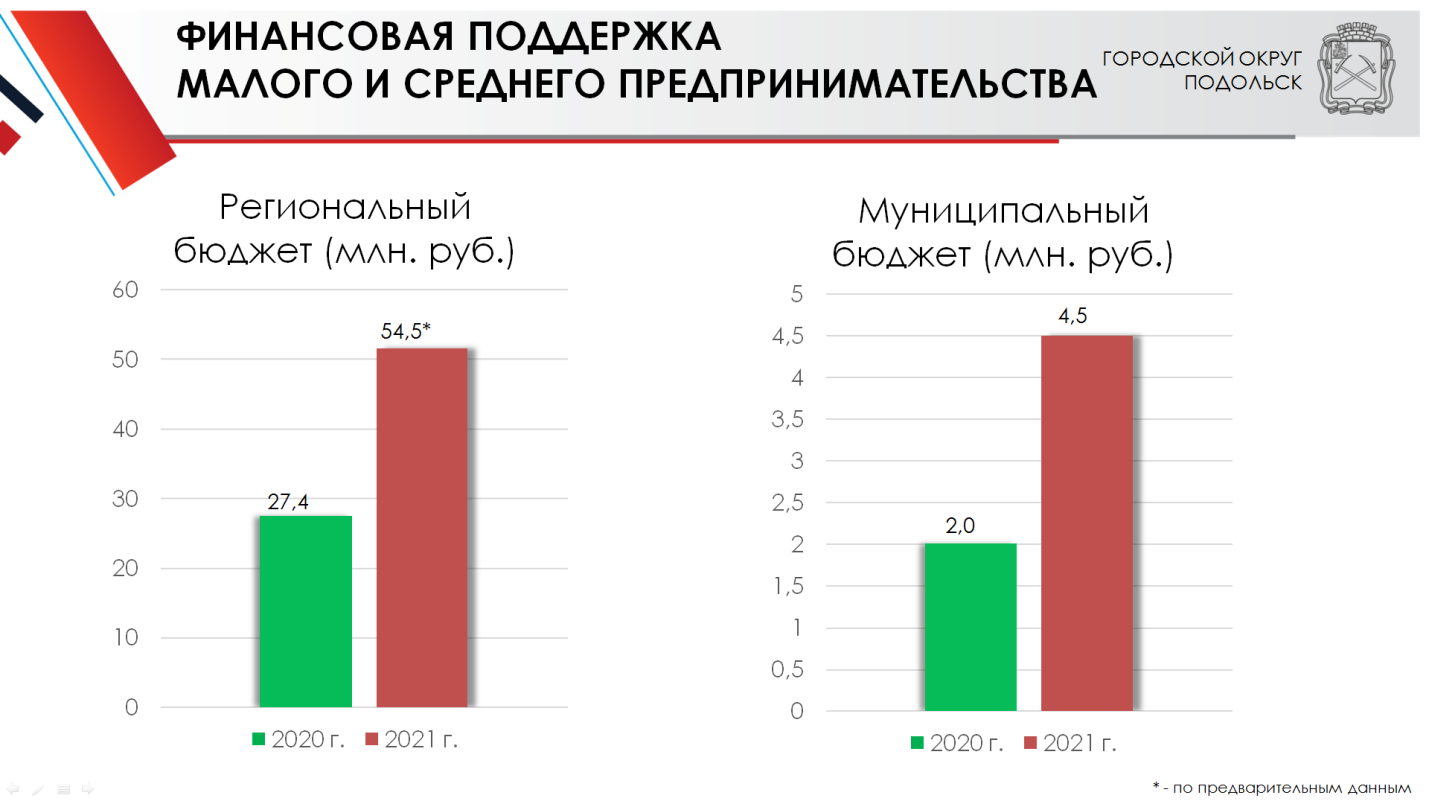 ФИНАНСОВАЯ ПОДДЕРЖКА
МАЛОГО И СРЕДНЕГО ПРЕДПРИНИМАТЕЛЬСТВА
ГОРОДСКОЙ ОКРУГ
ПОДОЛЬСК
Региональный
бюджет (млн. руб.)
60
50
40
30
20
10
0
54,5*
27,4
2020 г.
2021 г.
Муниципальный
бюджет (млн. руб.)
5
4,5
4
3,5
3
2,5
2
1,5
1
0,5
0
4,5
2,0
2020 г.
2021 г.
* - по предварительным данным